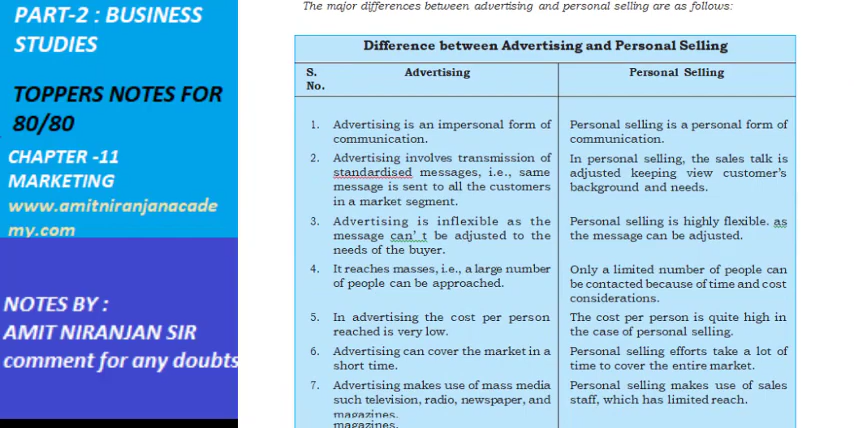 PART-2 : BUSINESS
STUDIES
TOPPERS NOTES FOR
80/80
CHAPTER -11
MARKETING
www.amitniranjanacade
my.com
NOTES BY :
AMIT NIRANJAN SIR
comment for any doubts
The major differences between advertising and personal selling are as follows:
Difference between Advertising and Personal Selling
S. Advertising Personal Selling
No.
1. Advertising is an impersonal form of
communication.
Personal selling is a personal form of
communication.
2. Advertising involves transmission of
standardised messages, i.e., same
message is sent to all the customers
in a market segment.
In personal selling, the sales talk is
adjusted keeping view customer's
background and needs.
3. Advertising is inflexible as the
message can' t be adjusted to the
needs of the buyer.
Personal selling is highly flexible. as
the message can be adjusted.
4. It reaches masses, i.e., a large number
of people can be approached.
Only a limited number of people can
be contacted because of time and cost
considerations.
5. In advertising the cost per person
reached is very low.
The cost per person is quite high in
the case of personal selling.
6. Advertising can cover the market in a
short time.
Personal selling efforts take a lot of
time to cover the entire market.
7. Advertising makes use of mass media
such television, radio, newspaper, and
magazines.
magazines.
Personal selling makes use of sales
staff, which has limited reach.